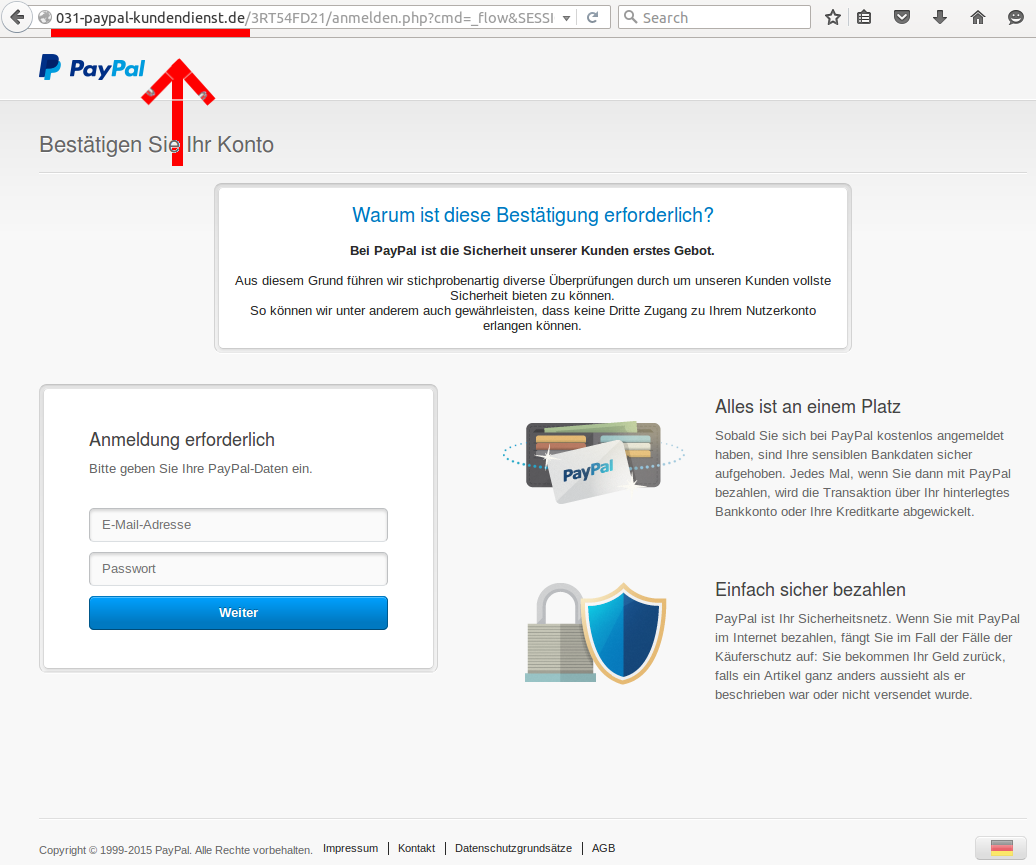 031-paypal-kundendienst.de/3RT54FD21/anmelden.php?cmd=_flow&SESSI
Search
PayPal
Bestätigen Sie Ihr Konto
Warum ist diese Bestätigung erforderlich?
Bei PayPal ist die Sicherheit unserer Kunden erstes Gebot.
Aus diesem Grund führen wir stichprobenartig diverse Überprüfungen durch um unseren Kunden vollste
Sicherheit bieten zu können.
So können wir unter anderem auch gewährleisten, dass keine Dritte Zugang zu Ihrem Nutzerkonto
erlangen können.
Anmeldung erforderlich
Bitte geben Sie Ihre PayPal-Daten ein.
E-Mail-Adresse
Passwort
Weiter
PayPal
Alles ist an einem Platz
Sobald Sie sich bei PayPal kostenlos angemeldet
haben, sind Ihre sensiblen Bankdaten sicher
aufgehoben. Jedes Mal, wenn Sie dann mit PayPal
bezahlen, wird die Transaktion über Ihr hinterlegtes
Bankkonto oder Ihre Kreditkarte abgewickelt.
Einfach sicher bezahlen
PayPal ist Ihr Sicherheitsnetz. Wenn Sie mit PayPal
im Internet bezahlen, fängt Sie im Fall der Fälle der
Käuferschutz auf: Sie bekommen Ihr Geld zurück,
falls ein Artikel ganz anders aussieht als er
beschrieben war oder nicht versendet wurde.
Copyright © 1999-2015 PayPal. Alle Rechte vorbehalten. Impressum | Kontakt | Datenschutzgrundsätze | AGB